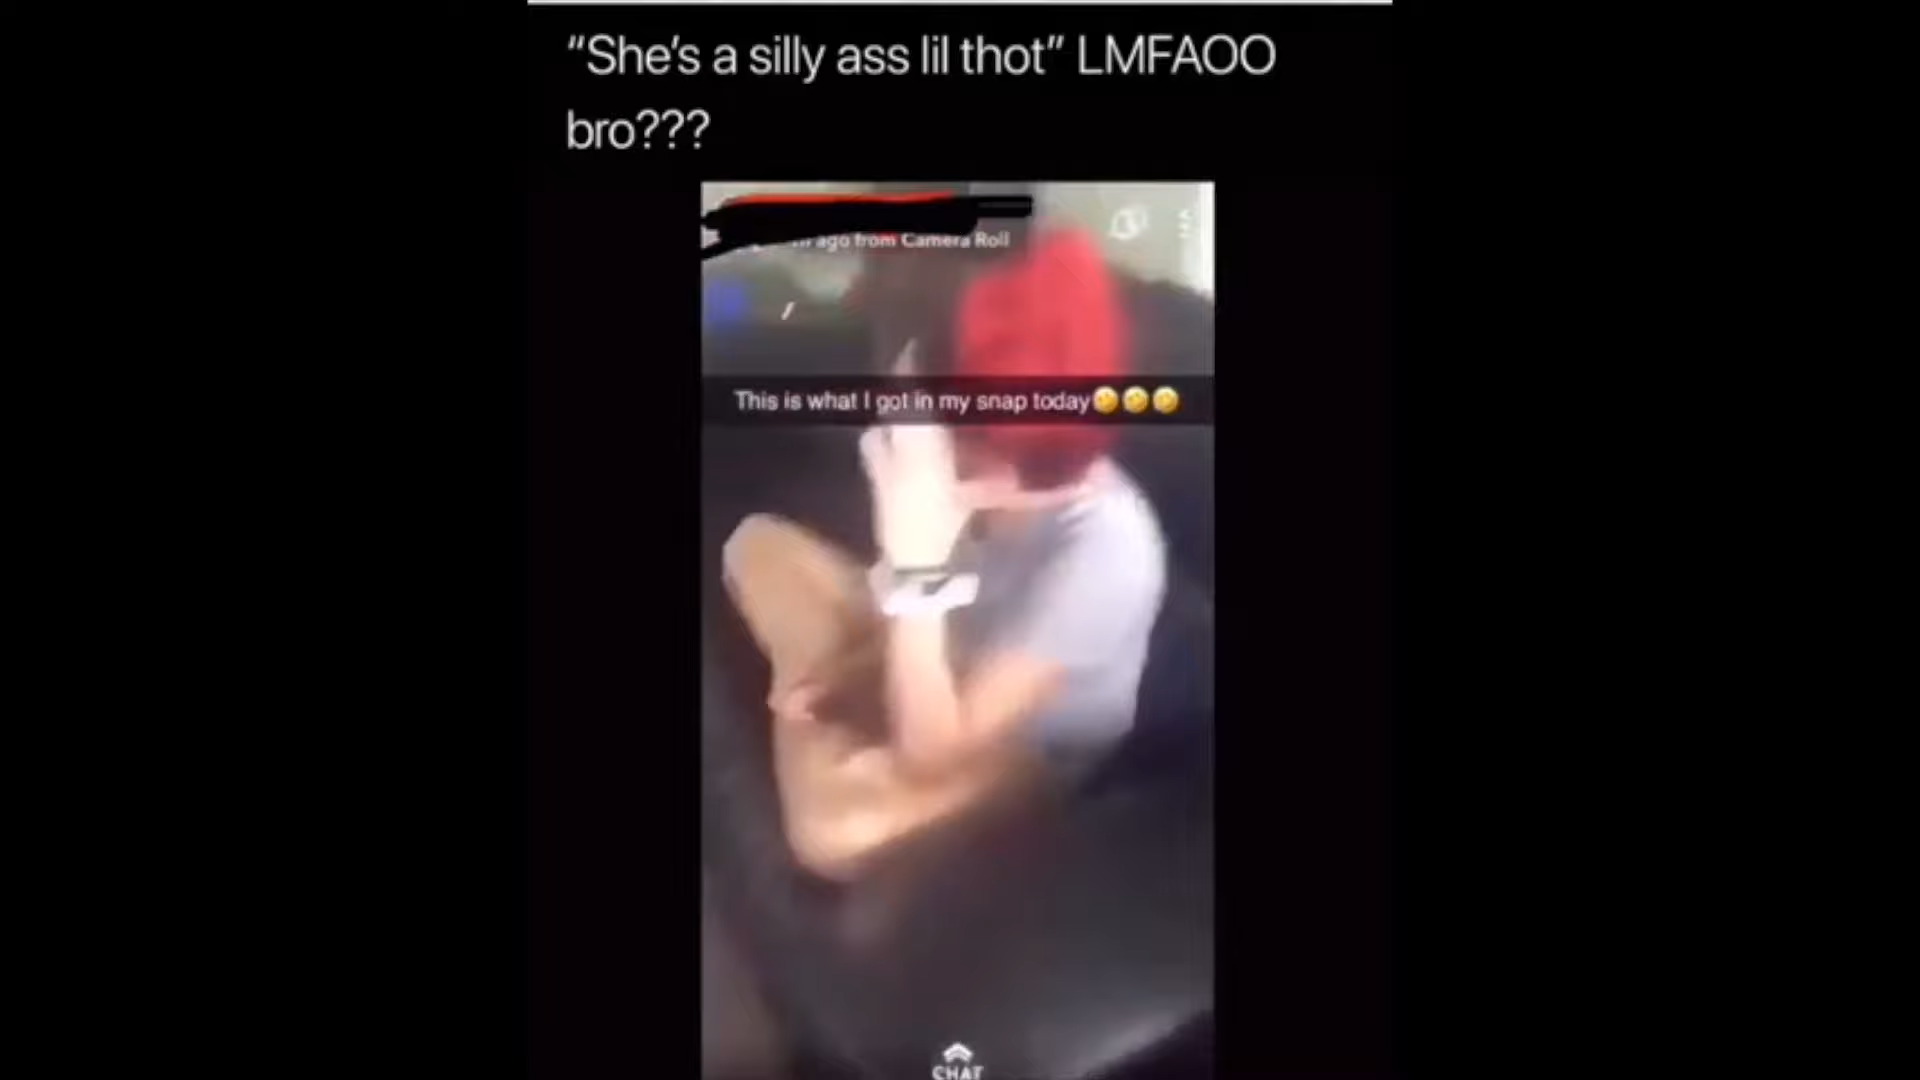 “She’s a silly ass lil thot” LMFAOO
bro???
ago from Camera Roll
This is what I got in my snap today🤣🤣🤣
CHAT